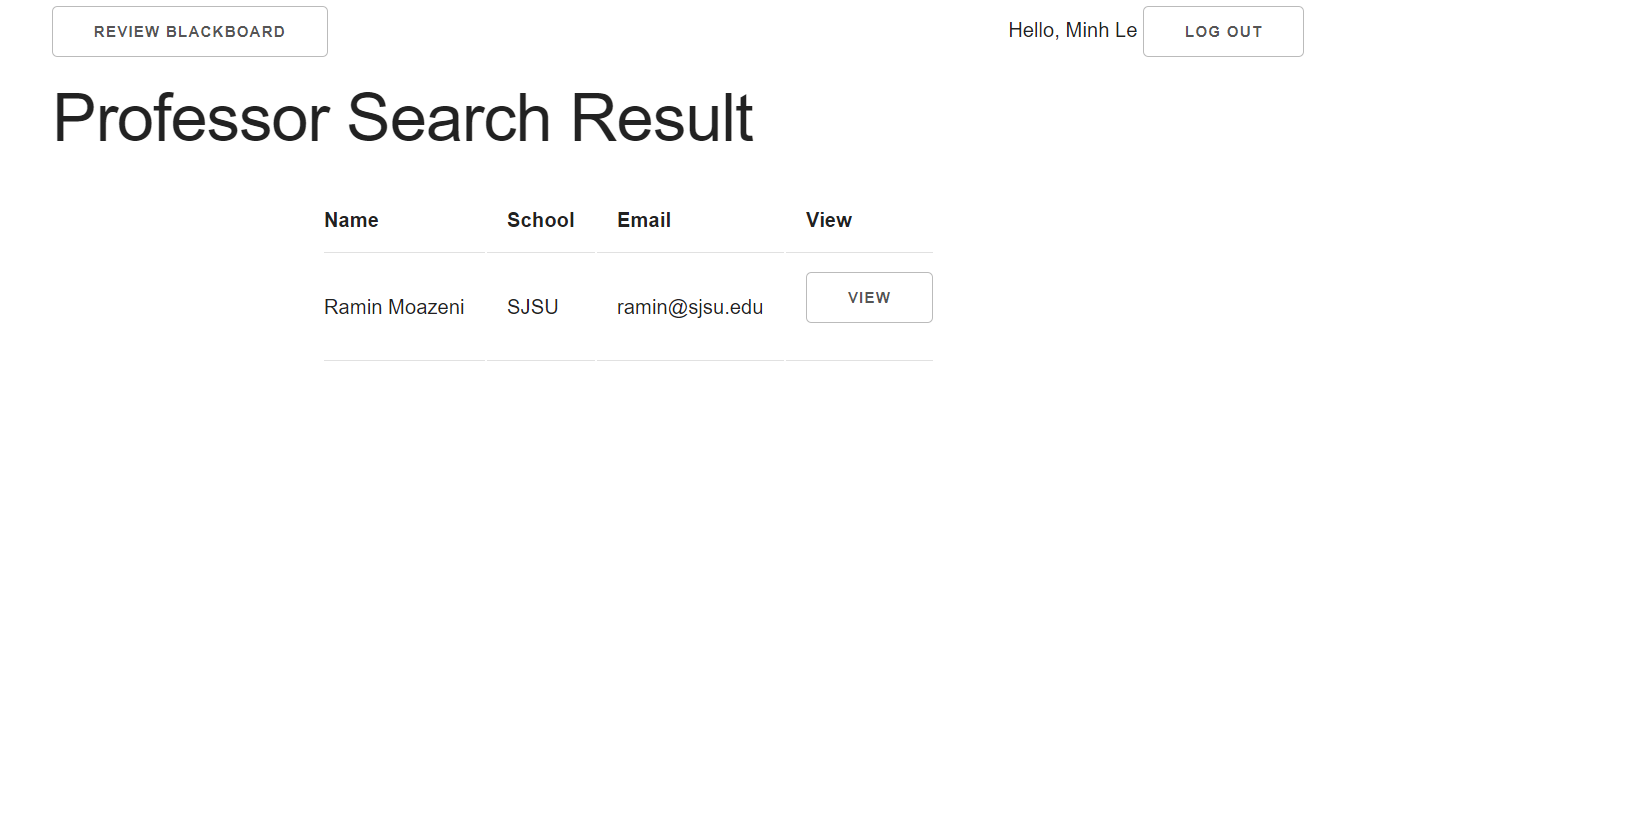 REVIEW BLACKBOARD Hello, Minh Le LOG OUT
Professor Search Result
Name School Email View
Ramin Moazeni SJSU ramin@sjsu.edu VIEW